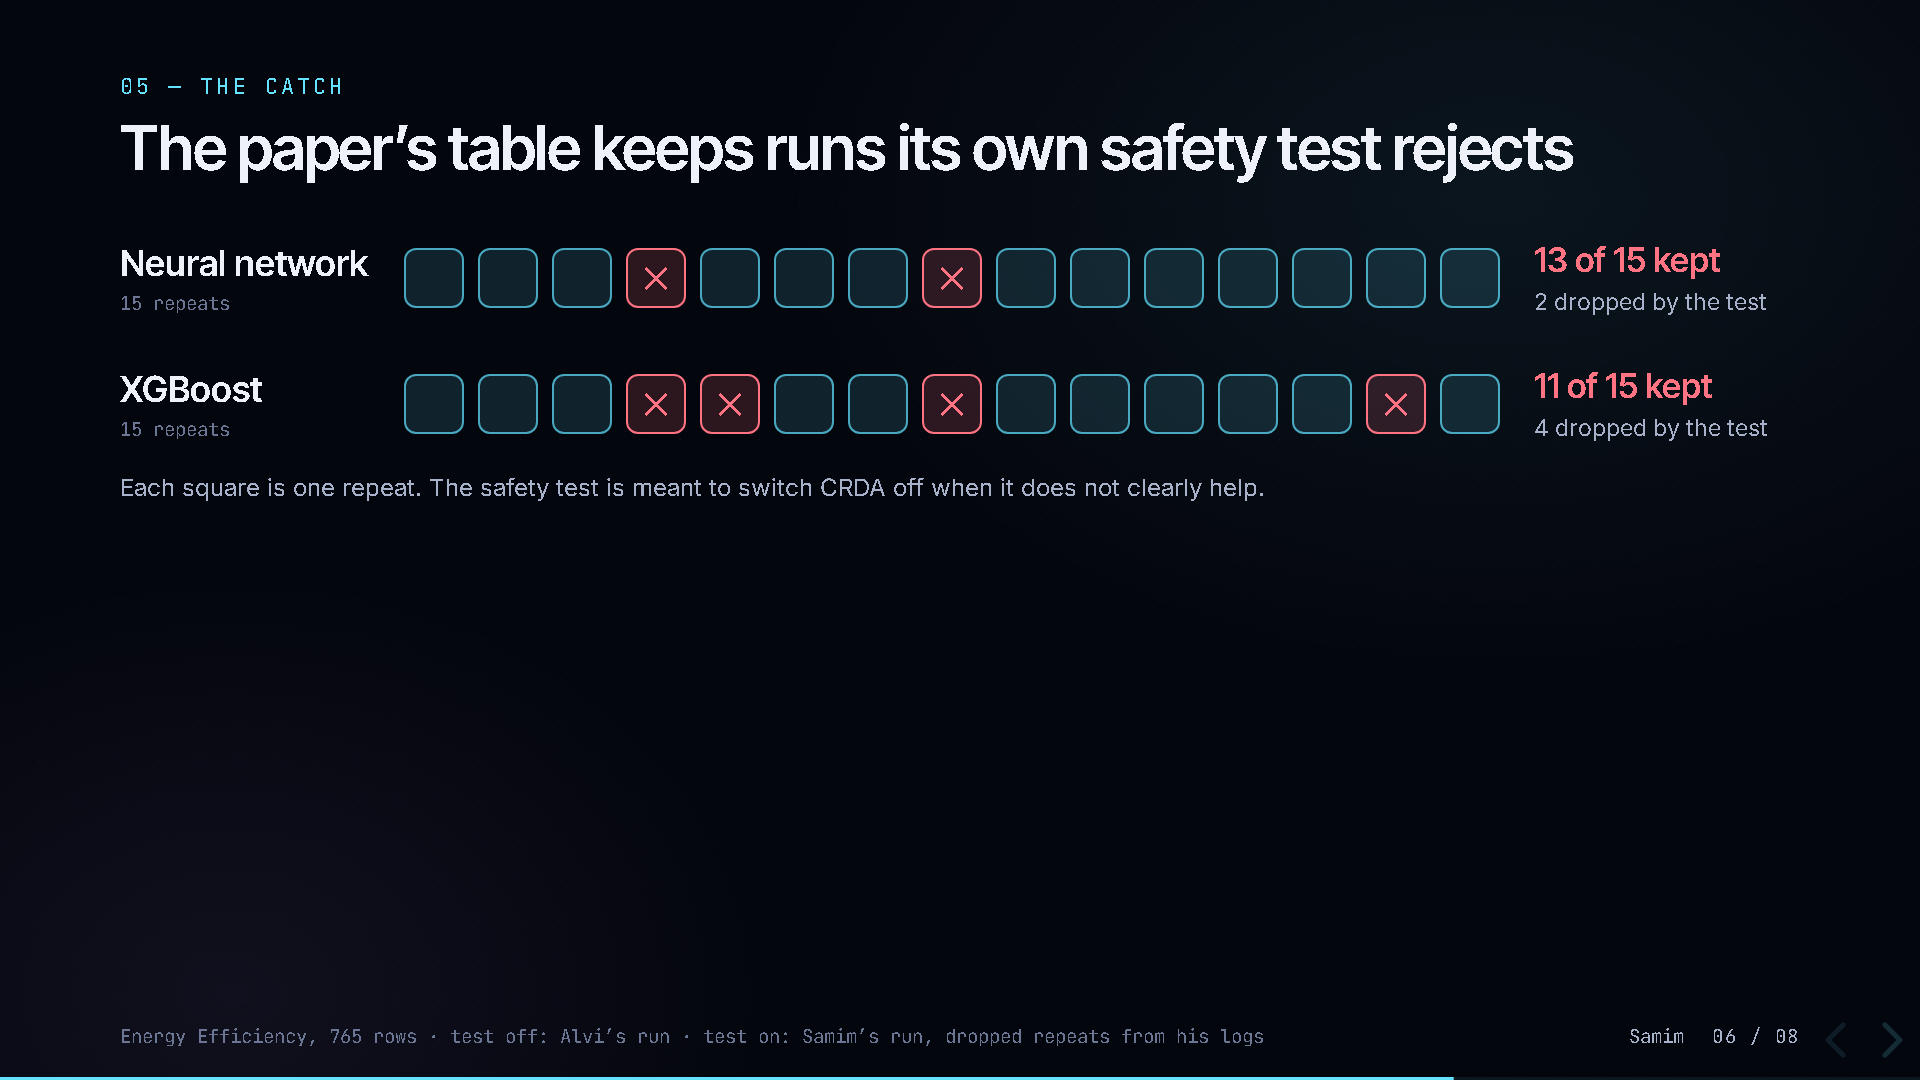 05 — THE CATCH
The paper’s table keeps runs its own safety test rejects
Neural network
15 repeats
13 of 15 kept
2 dropped by the test
XGBoost
15 repeats
11 of 15 kept
4 dropped by the test
Each square is one repeat. The safety test is meant to switch CRDA off when it does not clearly help.
Energy Efficiency, 765 rows · test off: Alvi’s run · test on: Samim’s run, dropped repeats from his logs
Samim 06 / 08